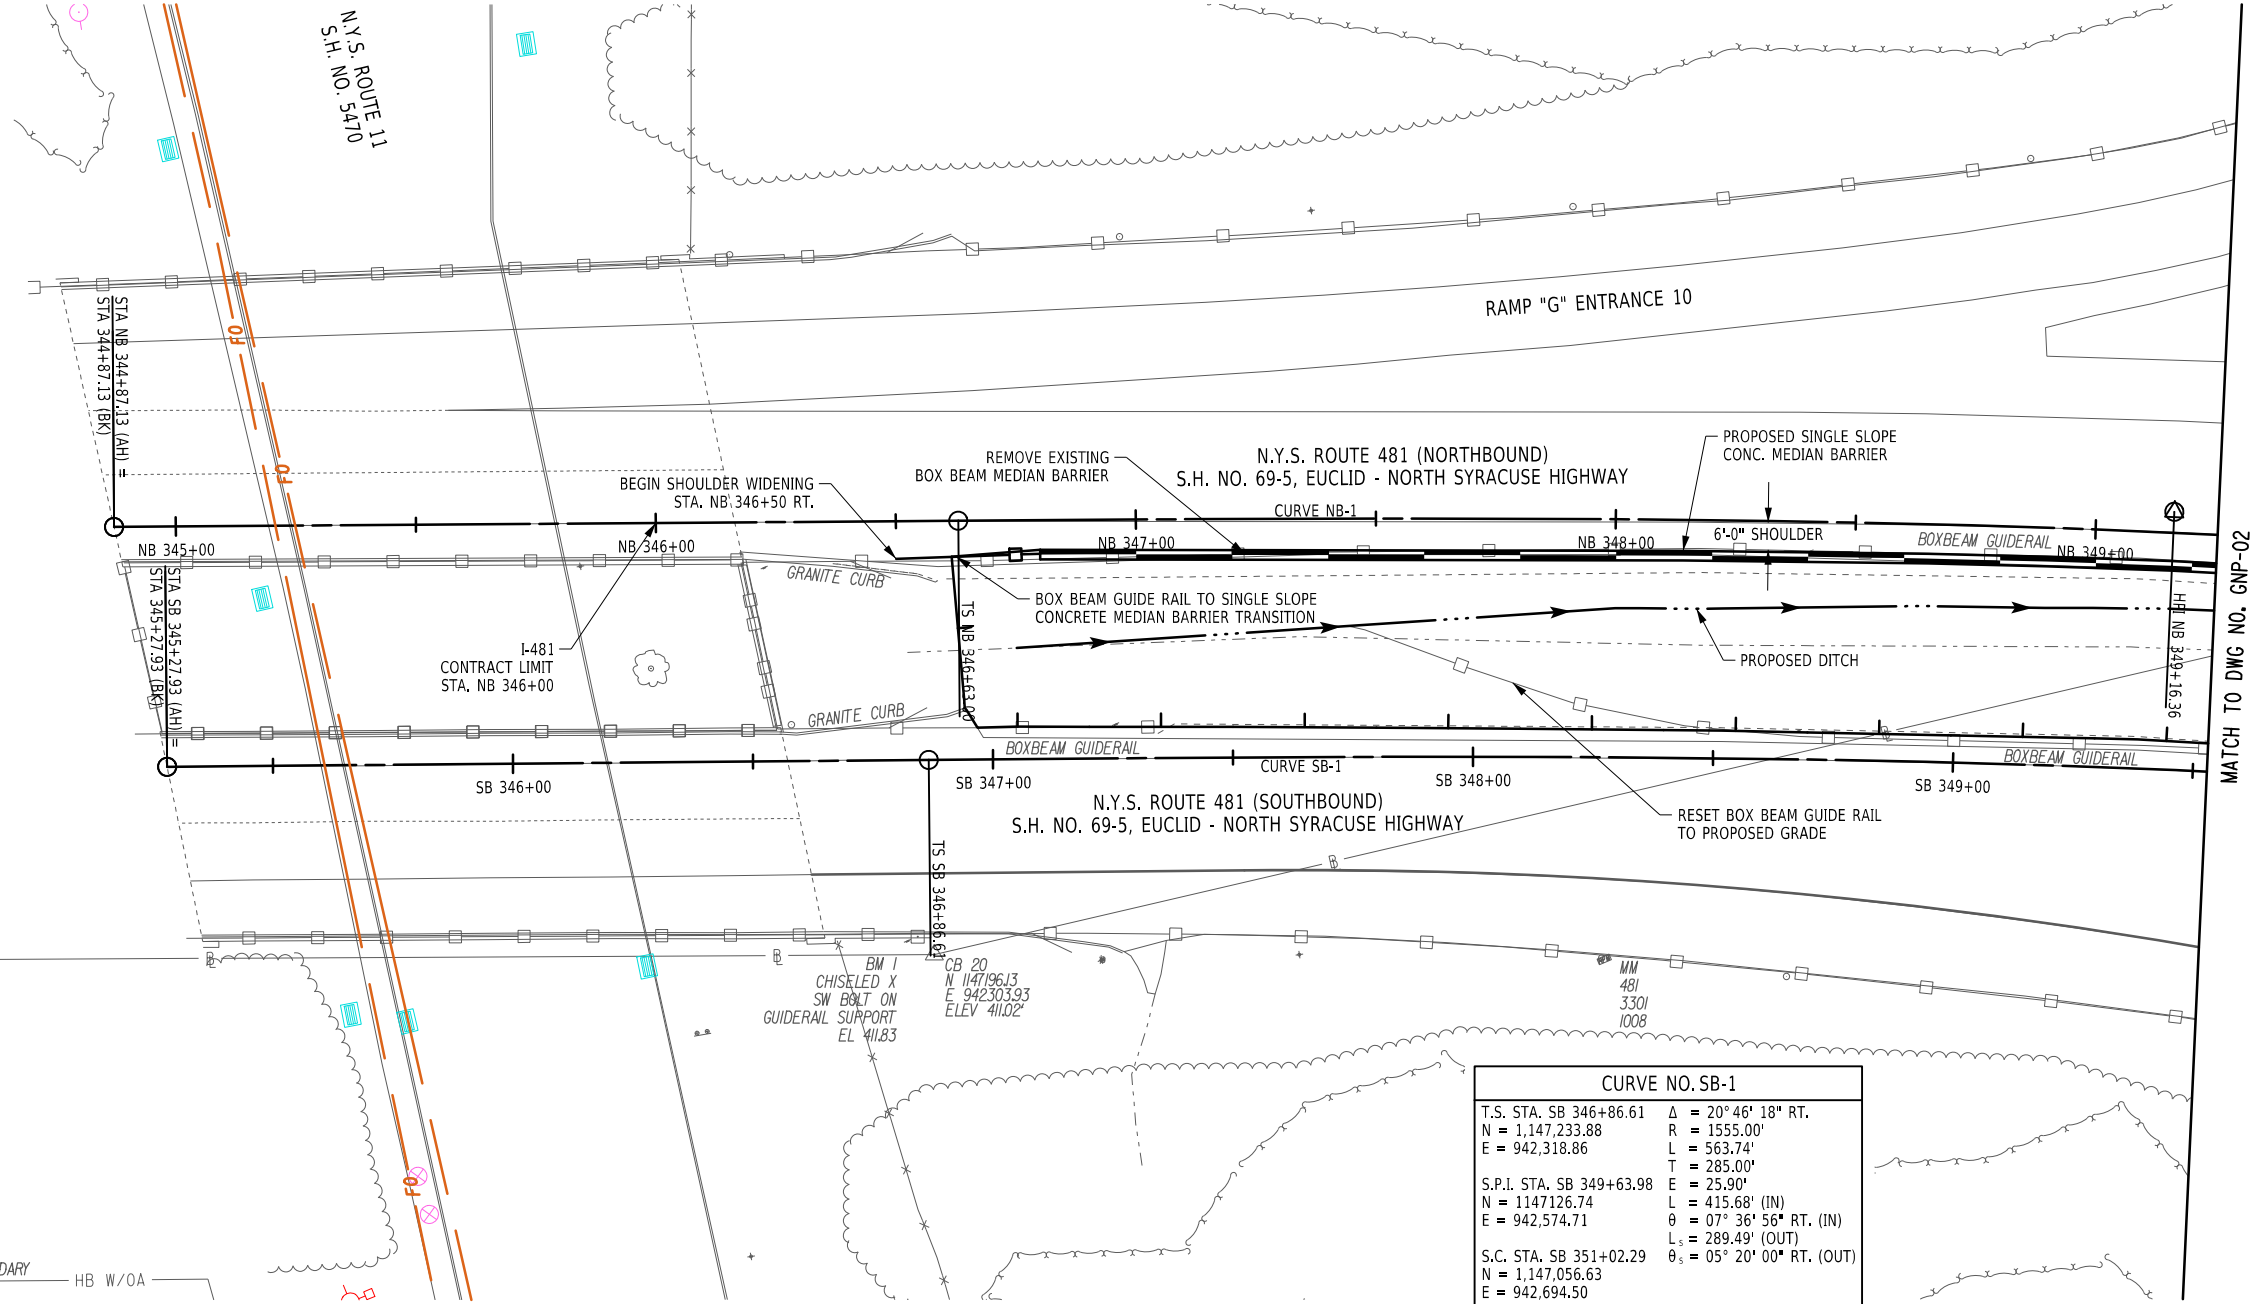 N.Y.S. ROUTE 11
S.H. NO. 5470
STA NB 344+87.13 (AH) =
STA 344+87.13 (BK)
FO
FO
RAMP "G" ENTRANCE 10
PROPOSED SINGLE SLOPE
CONC. MEDIAN BARRIER
REMOVE EXISTING
BOX BEAM MEDIAN BARRIER
N.Y.S. ROUTE 481 (NORTHBOUND)
S.H. NO. 69-5, EUCLID - NORTH SYRACUSE HIGHWAY
BEGIN SHOULDER WIDENING
STA. NB 346+50 RT.
CURVE NB-1
6'-0" SHOULDER
BOXBEAM GUIDERAIL
NB 345+00
NB 346+00
NB 347+00
NB 348+00
NB 349+00
STA SB 345+27.93 (AH) =
STA 345+27.93 (BK)
GRANITE CURB
BOX BEAM GUIDE RAIL TO SINGLE SLOPE
CONCRETE MEDIAN BARRIER TRANSITION
TS NB 346+63.00
HPI NB 349+16.36
MATCH TO DWG NO. GNP-02
I-481
CONTRACT LIMIT
STA. NB 346+00
PROPOSED DITCH
GRANITE CURB
BOXBEAM GUIDERAIL
BOXBEAM GUIDERAIL
CURVE SB-1
SB 346+00
SB 347+00
SB 348+00
SB 349+00
N.Y.S. ROUTE 481 (SOUTHBOUND)
S.H. NO. 69-5, EUCLID - NORTH SYRACUSE HIGHWAY
RESET BOX BEAM GUIDE RAIL
TO PROPOSED GRADE
TS SB 346+86.61
BM 1
CHISELED X
SW BOLT ON
GUIDERAIL SUPPORT
EL 411.83
CB 20
N 1147196.13
E 942303.93
ELEV 411.02'
MM
481
3301
1008
FO
CURVE NO. SB-1
T.S. STA. SB 346+86.61
N = 1,147,233.88
E = 942,318.86
S.P.I. STA. SB 349+63.98
N = 1147126.74
E = 942,574.71
S.C. STA. SB 351+02.29
N = 1,147,056.63
E = 942,694.50
Δ = 20° 46' 18" RT.
R = 1555.00'
L = 563.74'
T = 285.00'
E = 25.90'
L = 415.68' (IN)
θ = 07° 36' 56" RT. (IN)
Ls = 289.49' (OUT)
θs = 05° 20' 00" RT. (OUT)
HB W/OA